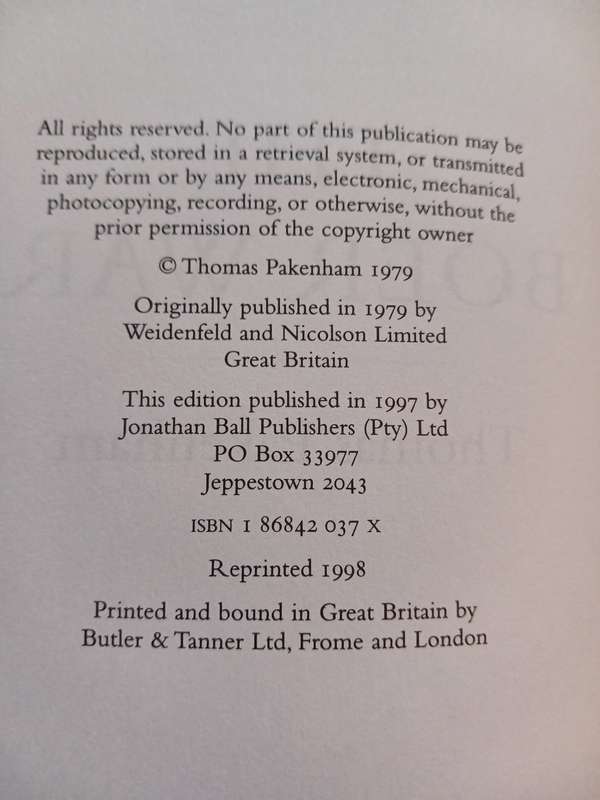 All rights reserved. No part of this publication may be
reproduced, stored in a retrieval system, or transmitted
in any form or by any means, electronic, mechanical,
photocopying, recording, or otherwise, without the
prior permission of the copyright owner
© Thomas Pakenham 1979
Originally published in 1979 by
Weidenfeld and Nicolson Limited
Great Britain
This edition published in 1997 by
Jonathan Ball Publishers (Pty) Ltd
PO Box 33977
Jeppestown 2043
ISBN 1 86842 037 X
Reprinted 1998
Printed and bound in Great Britain by
Butler & Tanner Ltd, Frome and London